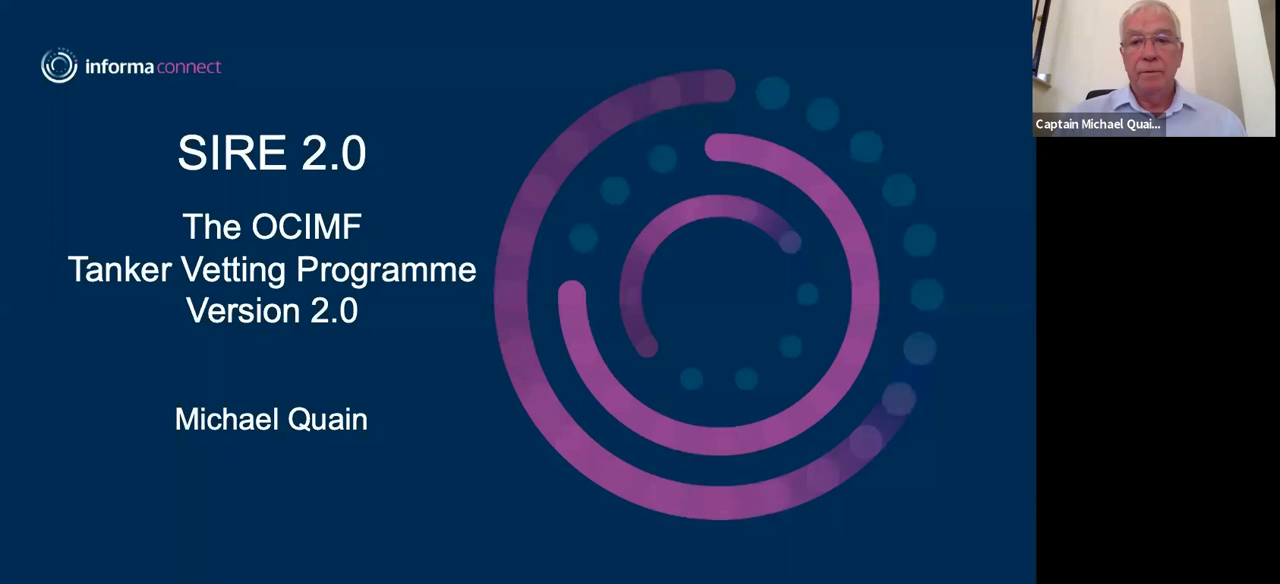 informa connect
SIRE 2.0
The OCIMF
Tanker Vetting Programme
Version 2.0
Michael Quain
Captain Michael Quai...